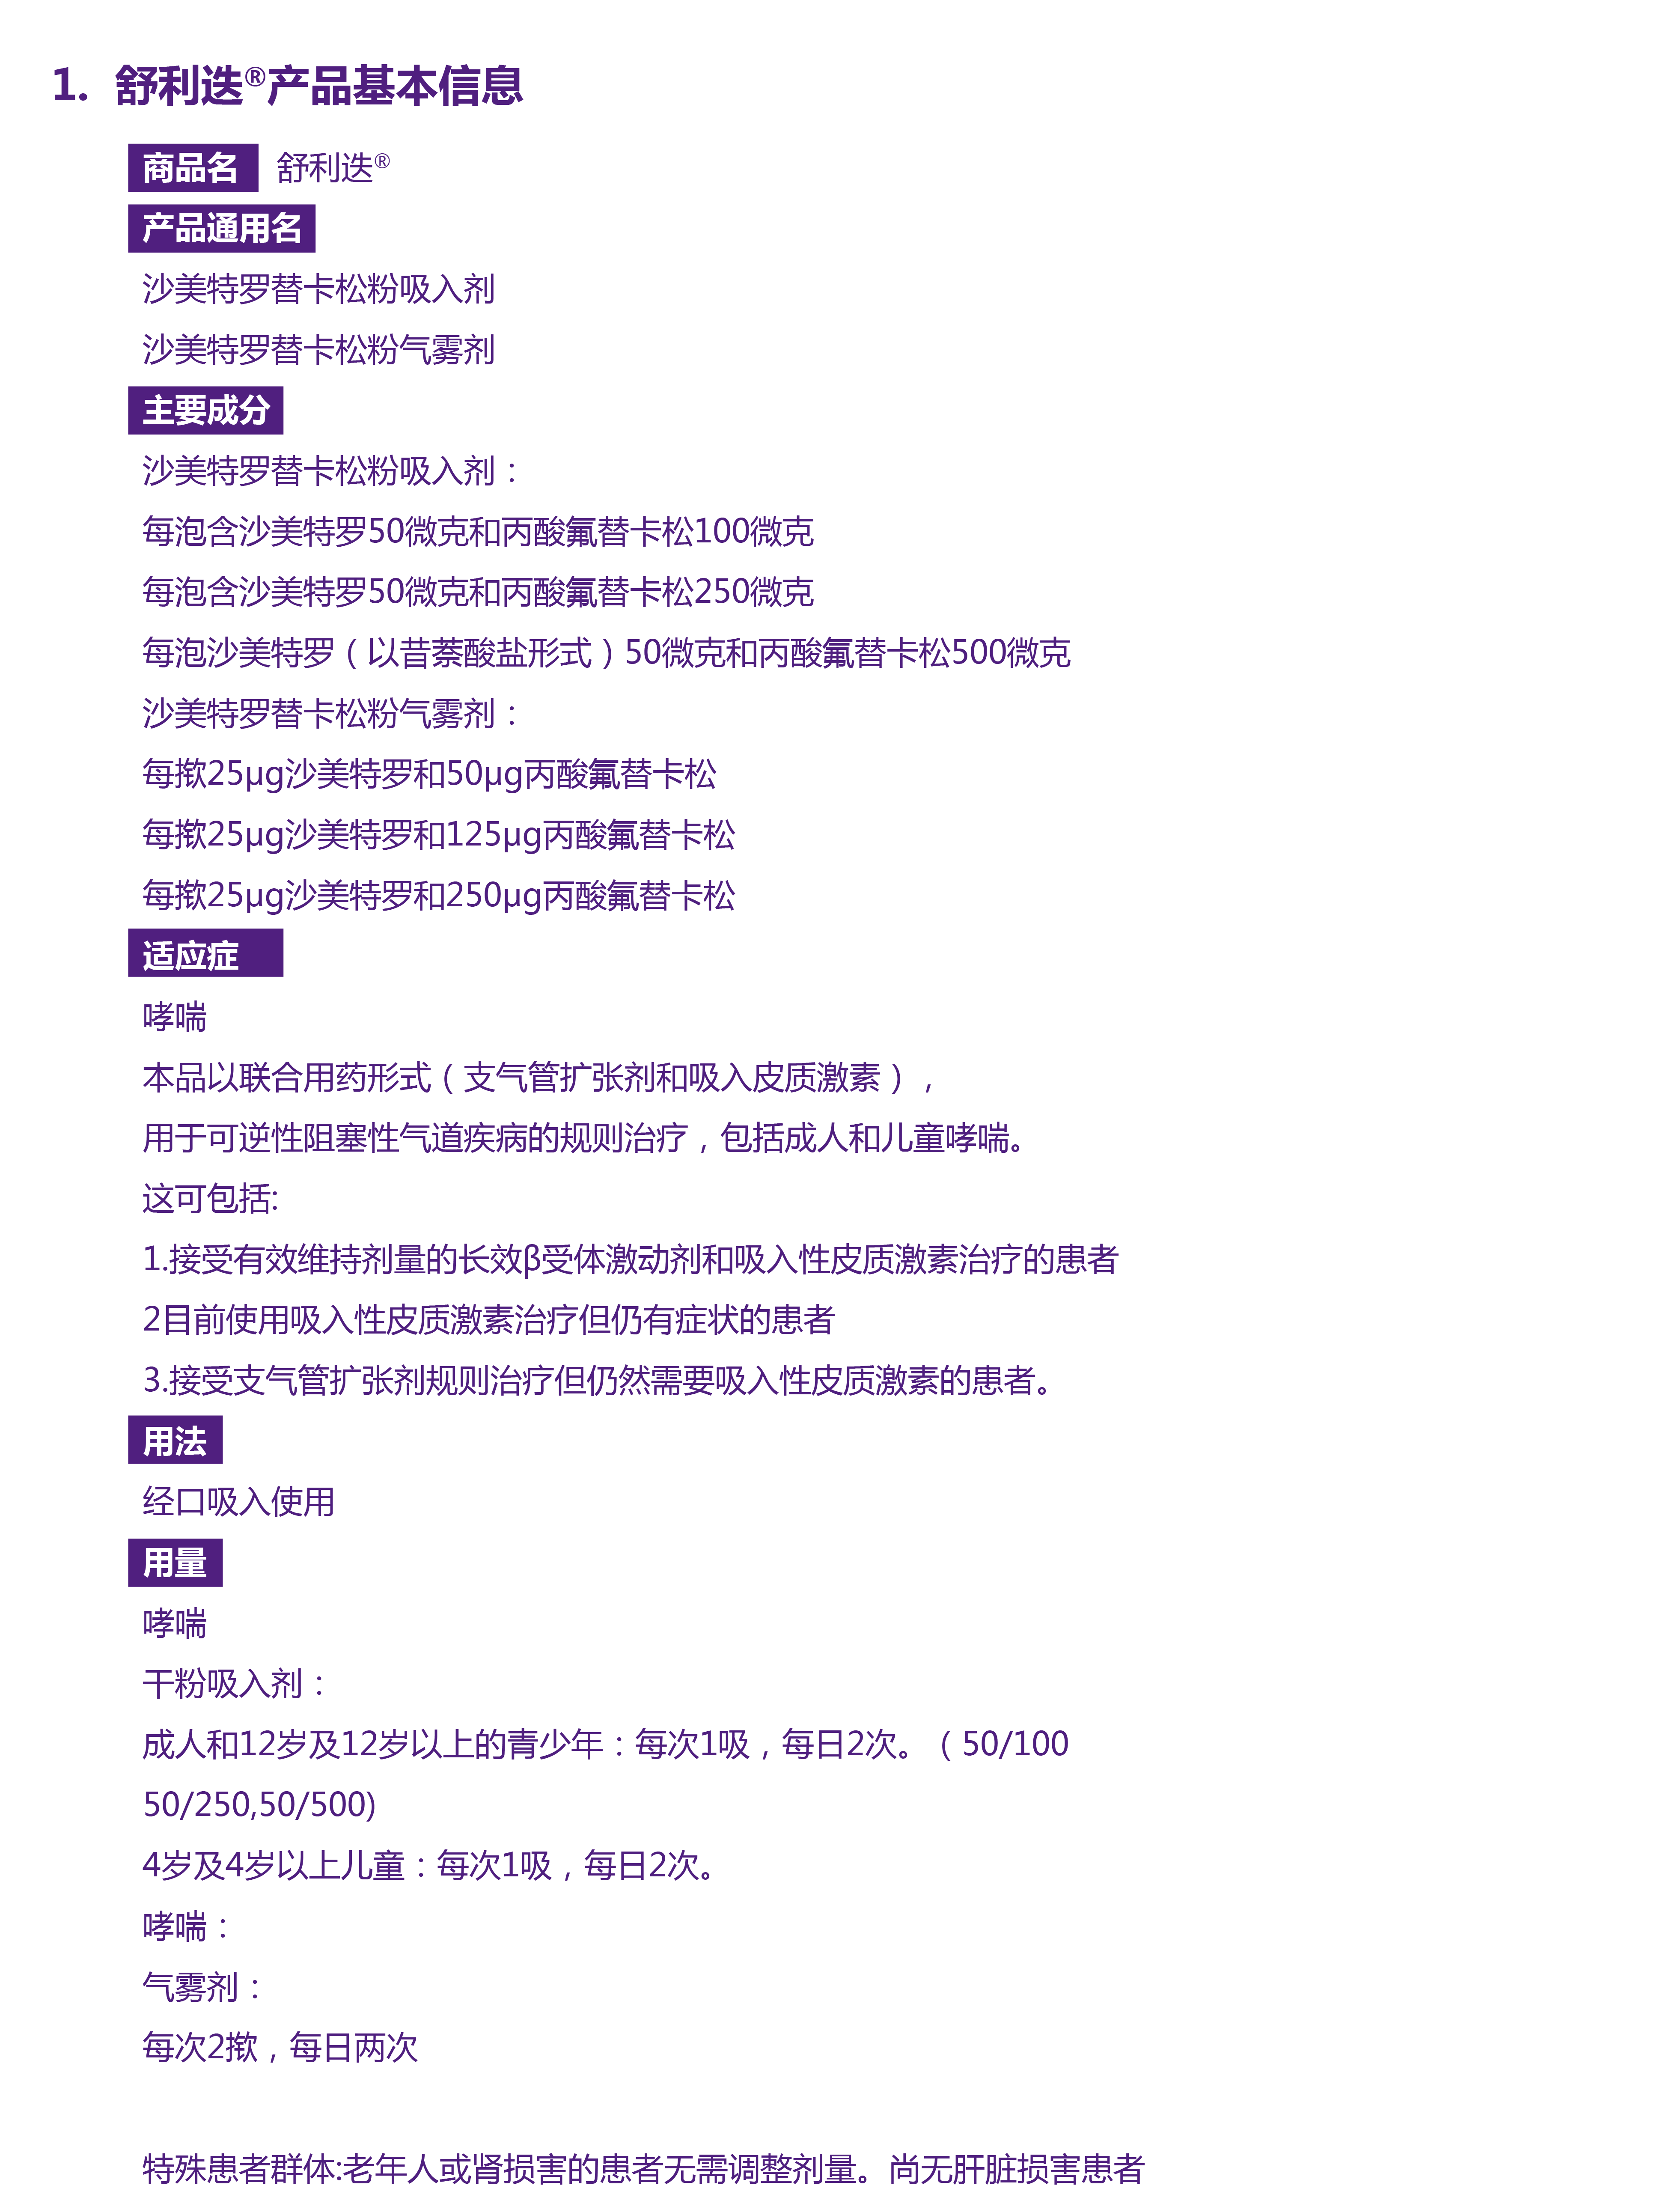 1. 舒利迭®产品基本信息
商品名 舒利迭®
产品通用名
沙美特罗替卡松粉吸入剂
沙美特罗替卡松粉气雾剂
主要成分
沙美特罗替卡松粉吸入剂：
每泡含沙美特罗50微克和丙酸氟替卡松100微克
每泡含沙美特罗50微克和丙酸氟替卡松250微克
每泡沙美特罗（以昔萘酸盐形式）50微克和丙酸氟替卡松500微克
沙美特罗替卡松粉气雾剂：
每揿25μg沙美特罗和50μg丙酸氟替卡松
每揿25μg沙美特罗和125μg丙酸氟替卡松
每揿25μg沙美特罗和250μg丙酸氟替卡松
适应症
哮喘
本品以联合用药形式（支气管扩张剂和吸入皮质激素），
用于可逆性阻塞性气道疾病的规则治疗，包括成人和儿童哮喘。
这可包括:
1.接受有效维持剂量的长效β受体激动剂和吸入性皮质激素治疗的患者
2目前使用吸入性皮质激素治疗但仍有症状的患者
3.接受支气管扩张剂规则治疗但仍然需要吸入性皮质激素的患者。
用法
经口吸入使用
用量
哮喘
干粉吸入剂：
成人和12岁及12岁以上的青少年：每次1吸，每日2次。（50/100
50/250,50/500)
4岁及4岁以上儿童：每次1吸，每日2次。
哮喘：
气雾剂：
每次2揿，每日两次
特殊患者群体:老年人或肾损害的患者无需调整剂量。尚无肝脏损害患者